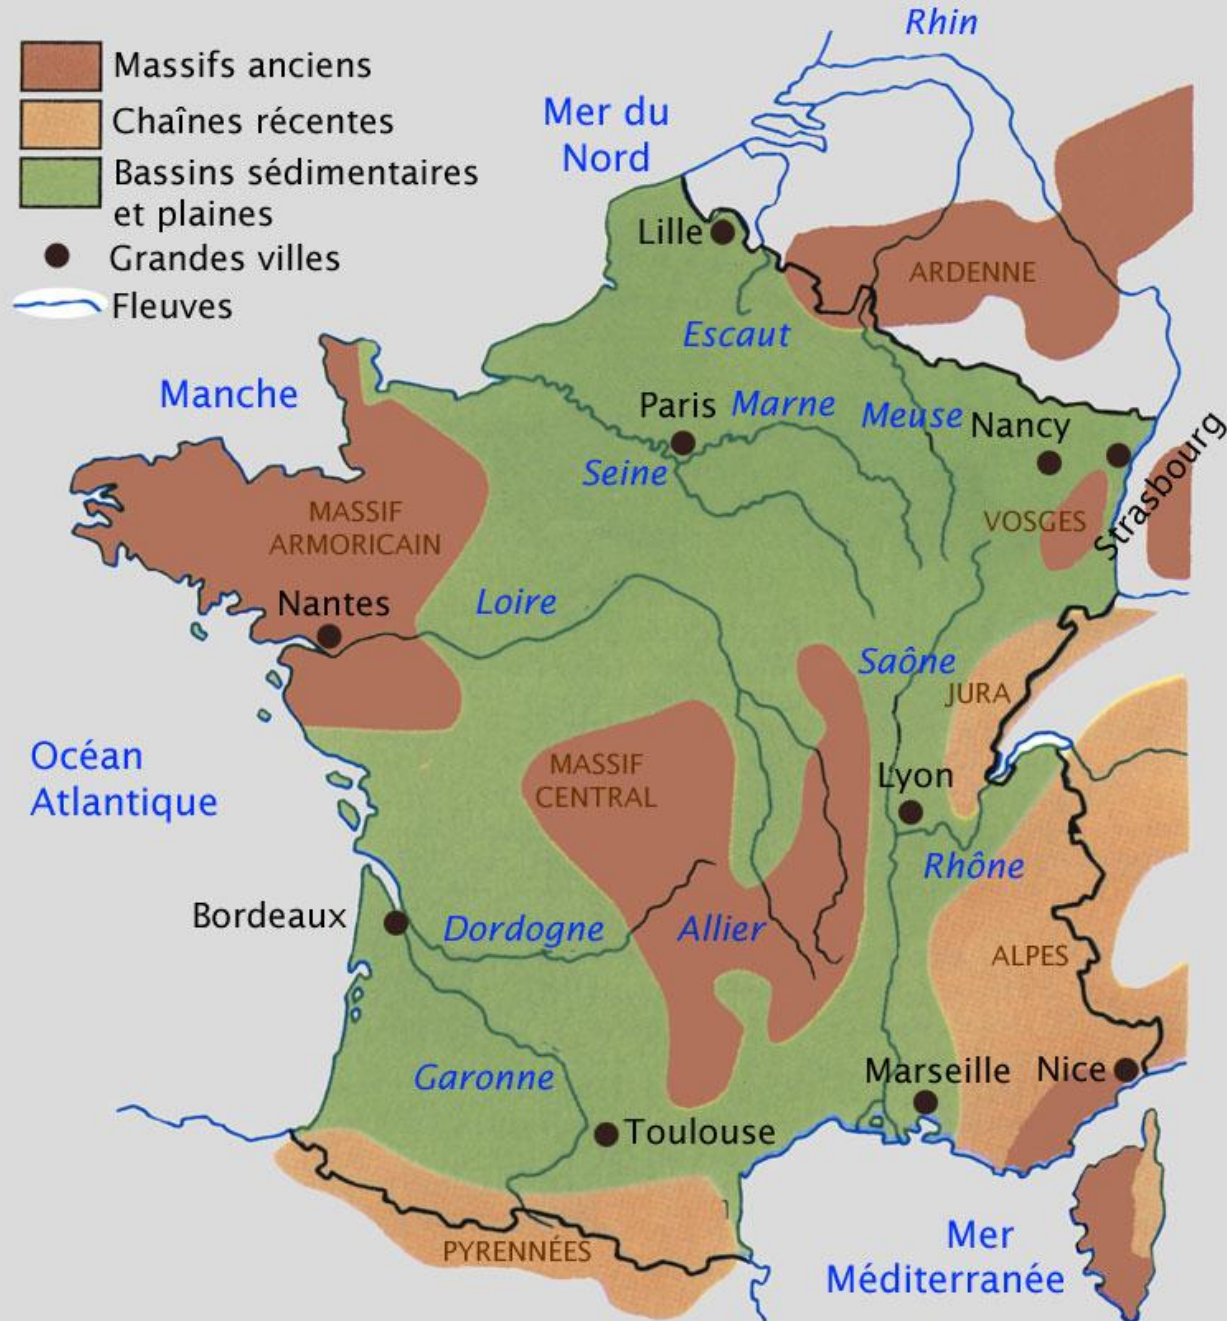 Massifs anciens
Chaînes récentes
Bassins sédimentaires
et plaines
Grandes villes
Fleuves
Rhin
Mer du
Nord
Lille
ARDENNE
Escaut
Manche
Paris
Marne
Meuse
Nancy
Strasbourg
Seine
VOSGES
MASSIF
ARMORICAIN
Nantes
Loire
Saône
JURA
Océan
Atlantique
MASSIF
CENTRAL
Lyon
Rhône
Bordeaux
Dordogne
Allier
ALPES
Garonne
Marseille
Nice
Toulouse
PYRENNÉES
Mer
Méditerranée